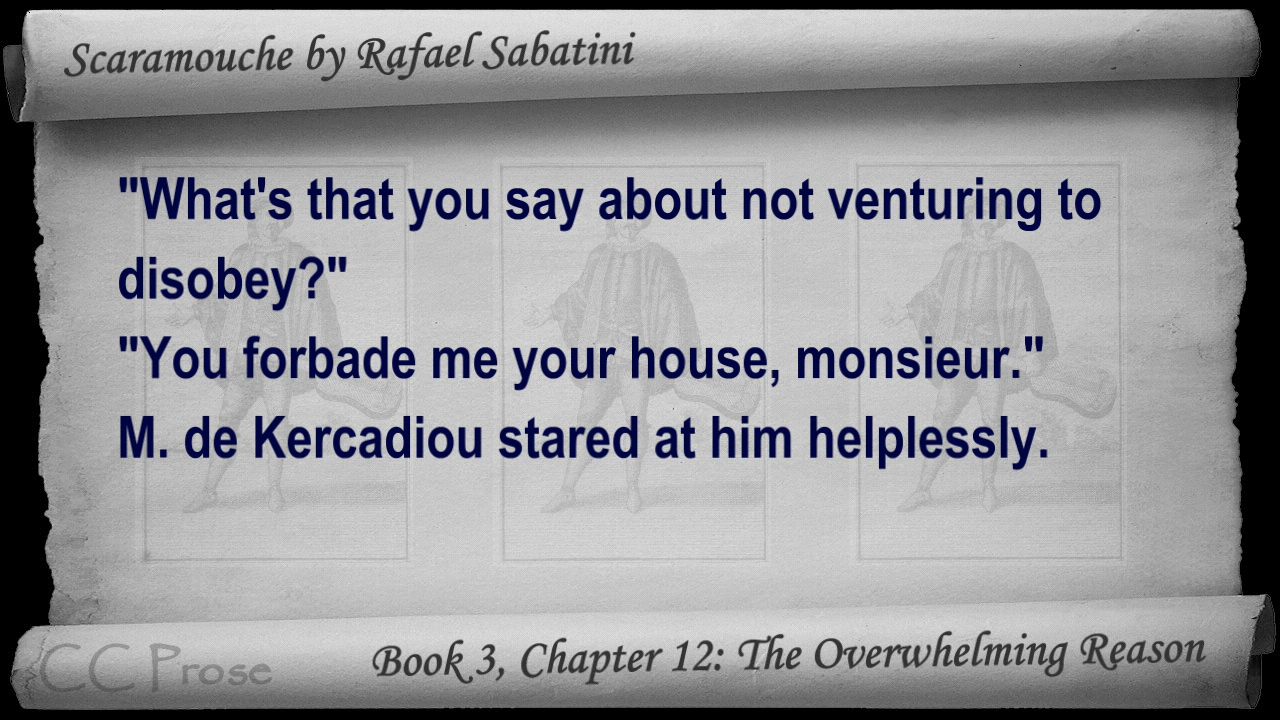 Scaramouche by Rafael Sabatini
"What's that you say about not venturing to
disobey?"
"You forbade me your house, monsieur."
M. de Kercadiou stared at him helplessly.
CC Prose
Book 3, Chapter 12: The Overwhelming Reason